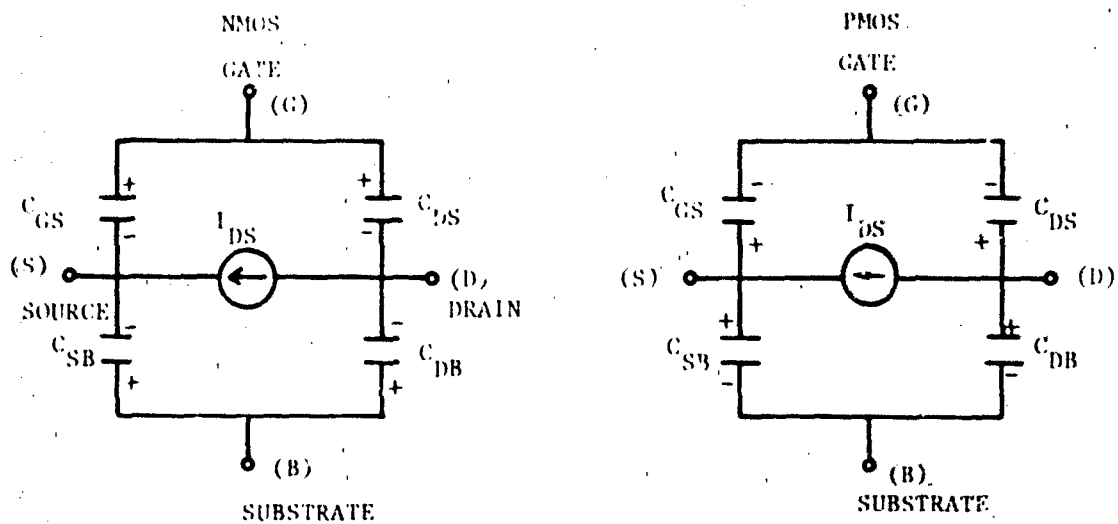 NMOS
GATE
(G)
+
+
C_GS
C_DS
I_DS
-
-
(S)
(D)
SOURCE
DRAIN
-
-
C_SB
C_DB
+
+
(B)
SUBSTRATE
PMOS
GATE
(G)
-
-
C_GS
C_DS
I_DS
+
+
(S)
(D)
+
+
C_SB
C_DB
-
-
(B)
SUBSTRATE